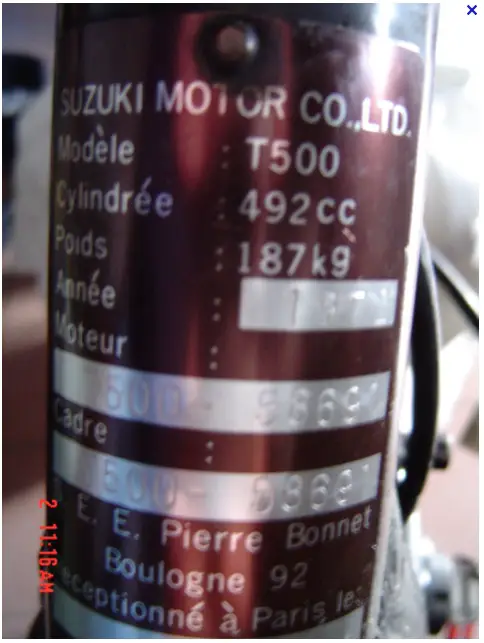 SUZUKI MOTOR CO.,LTD.
Modèle : T500
Cylindrée : 492cc
Poids : 187kg
Année :
Moteur :
Cadre :
E. E. Pierre Bonnet
Boulogne 92
eceptionné à Paris le:
2 11:16AM